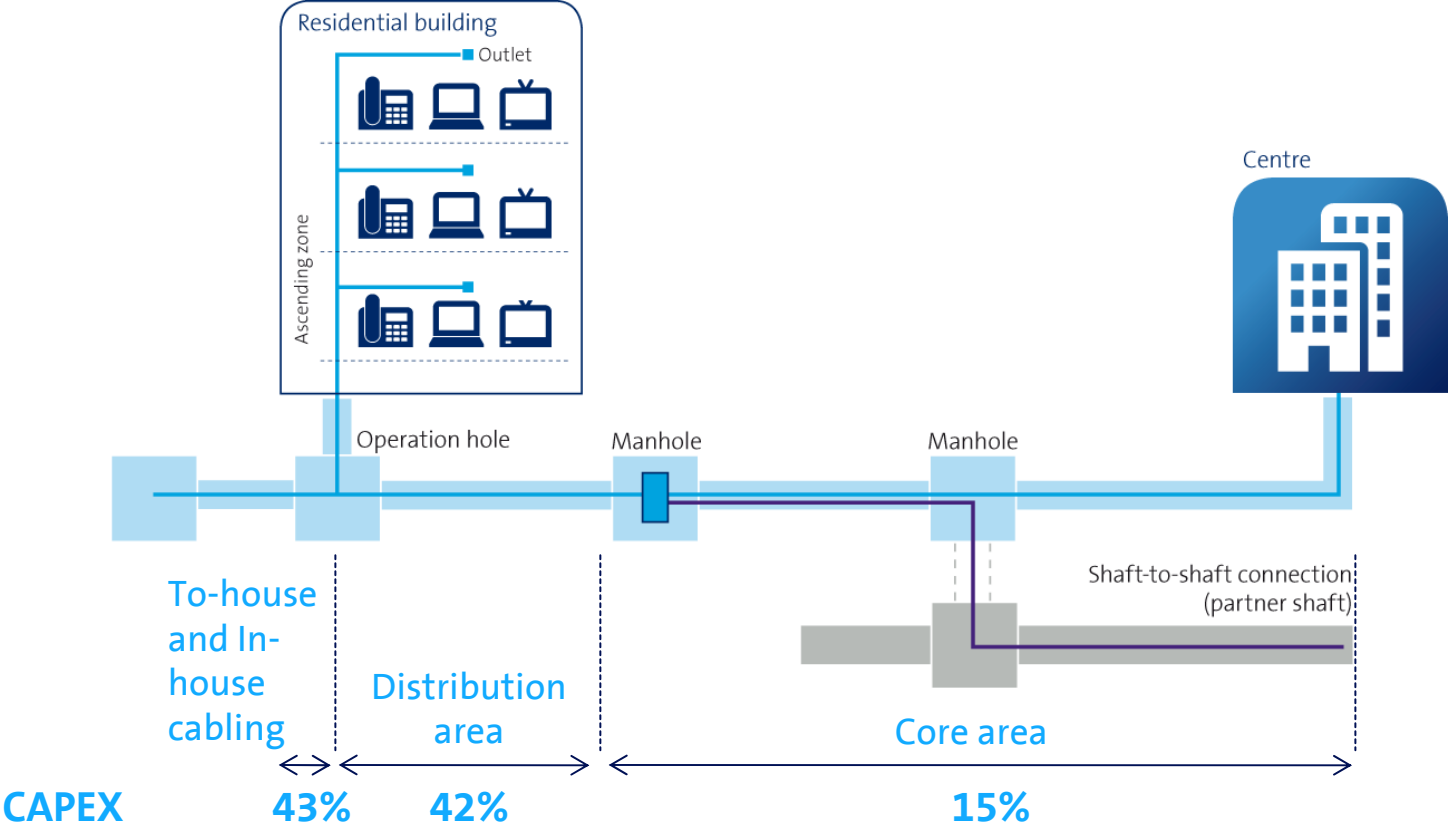 Residential building
Outlet
Ascending zone
Centre
Operation hole
Manhole
Manhole
Shaft-to-shaft connection
(partner shaft)
To-house
and In-
house
cabling
Distribution
area
Core area
CAPEX
43%
42%
15%